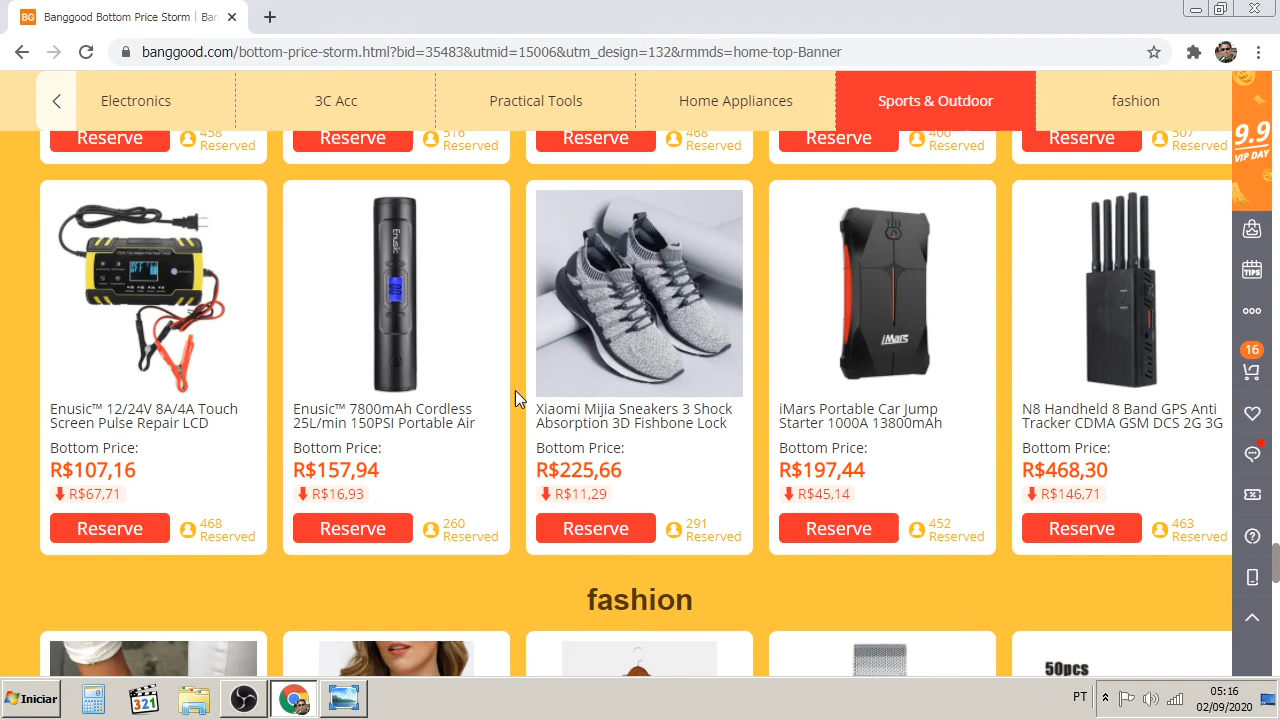 BG Banggood Bottom Price Storm | Ban
banggood.com/bottom-price-storm.html?bid=35483&utmid=15006&utm_design=132&rmmds=home-top-Banner
Electronics
3C Acc
Practical Tools
Home Appliances
Sports & Outdoor
fashion
9.9
VIP DAY
Reserve
458
Reserved
Reserve
516
Reserved
Reserve
468
Reserved
Reserve
400
Reserved
Reserve
507
Reserved
TIPS
16
Enusic
iMars
Enusic™ 12/24V 8A/4A Touch
Screen Pulse Repair LCD
Bottom Price:
R$107,16
R$67,71
Reserve
468
Reserved
Enusic™ 7800mAh Cordless
25L/min 150PSI Portable Air
Bottom Price:
R$157,94
R$16,93
Reserve
260
Reserved
Xiaomi Mijia Sneakers 3 Shock
Absorption 3D Fishbone Lock
Bottom Price:
R$225,66
R$11,29
Reserve
291
Reserved
iMars Portable Car Jump
Starter 1000A 13800mAh
Bottom Price:
R$197,44
R$45,14
Reserve
452
Reserved
N8 Handheld 8 Band GPS Anti
Tracker CDMA GSM DCS 2G 3G
Bottom Price:
R$468,30
R$146,71
Reserve
463
Reserved
fashion
50pcs
Iniciar
321
PT
05:16
02/09/2020